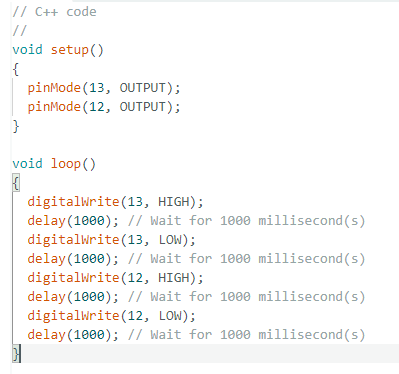 // C++ code
//
void setup()
{
  pinMode(13, OUTPUT);
  pinMode(12, OUTPUT);
}

void loop()
{
  digitalWrite(13, HIGH);
  delay(1000); // Wait for 1000 millisecond(s)
  digitalWrite(13, LOW);
  delay(1000); // Wait for 1000 millisecond(s)
  digitalWrite(12, HIGH);
  delay(1000); // Wait for 1000 millisecond(s)
  digitalWrite(12, LOW);
  delay(1000); // Wait for 1000 millisecond(s)
}